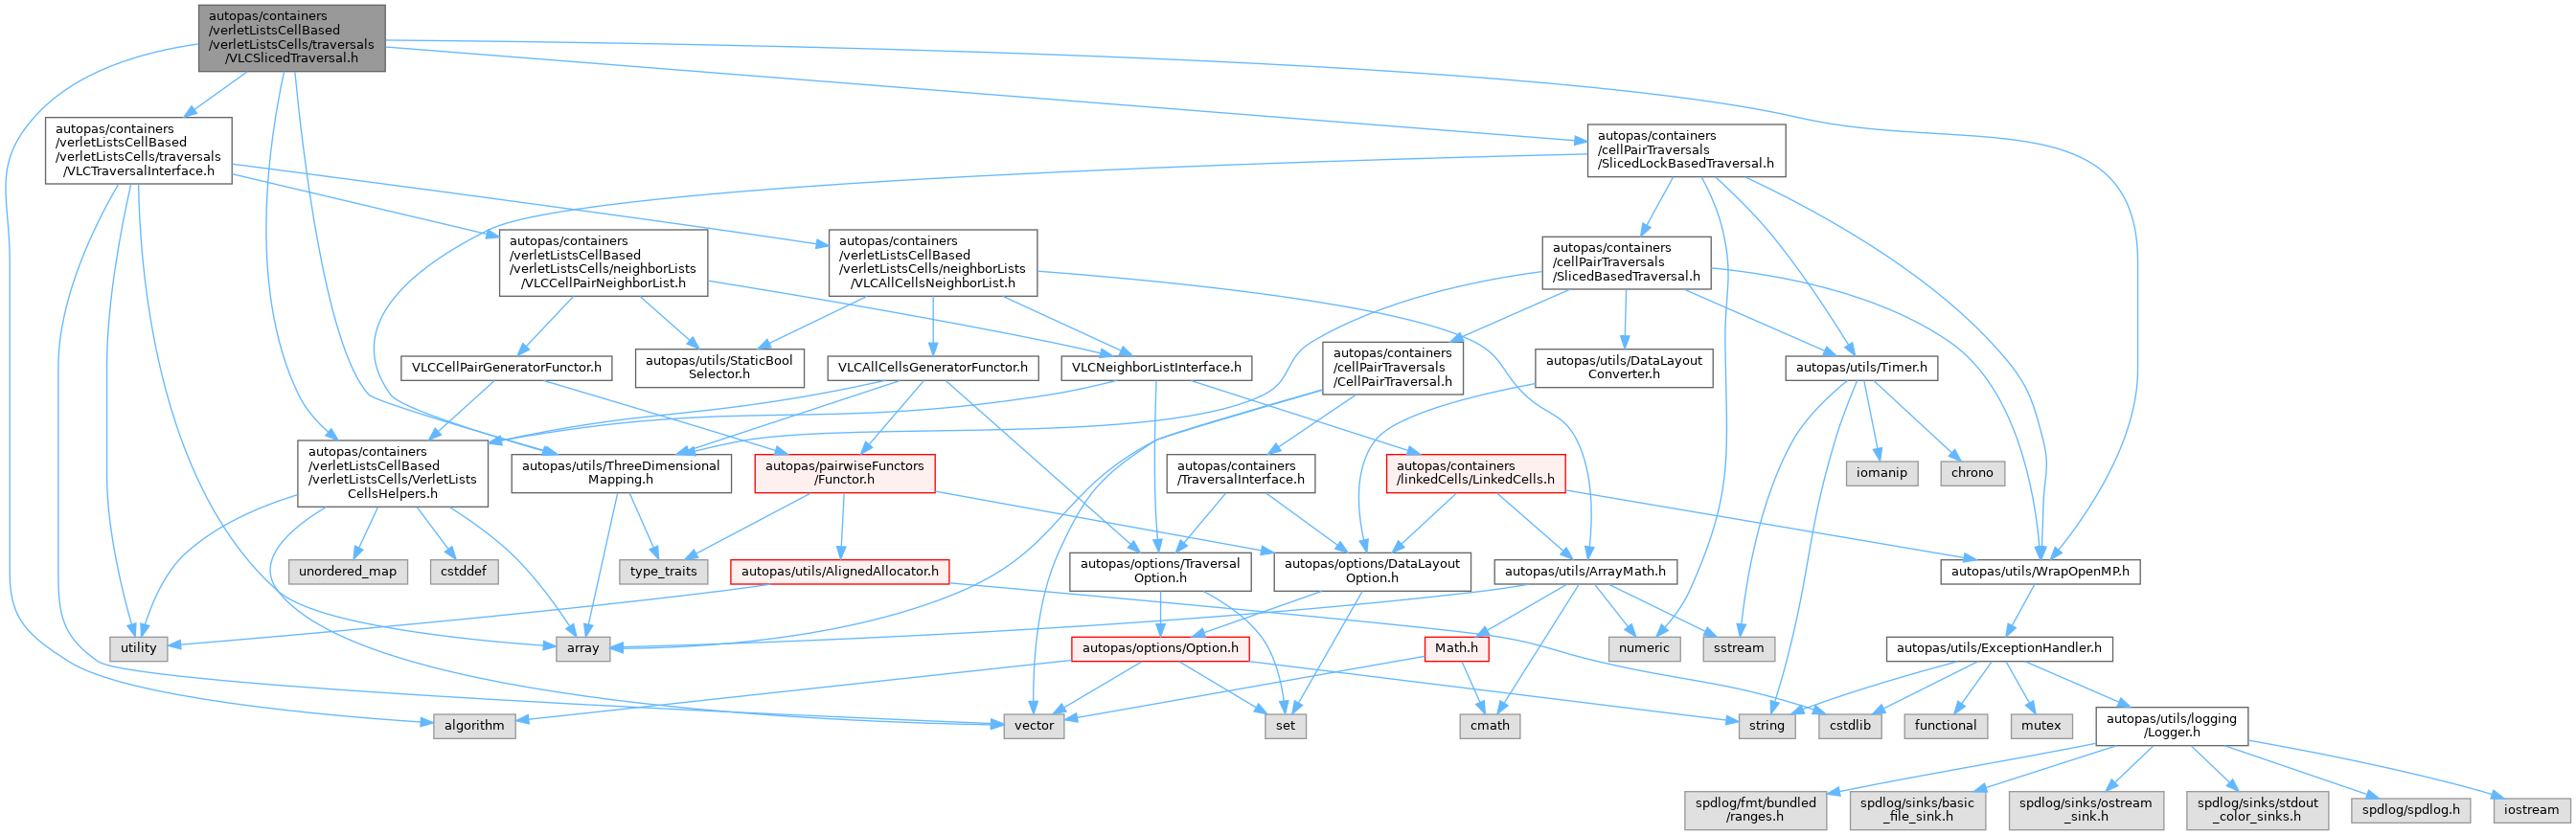 autopas/containers
/verletListsCellBased
/verletListsCells/traversals
/VLCSlicedTraversal.h
autopas/containers
/verletListsCellBased
/verletListsCells/traversals
/VLCTraversalInterface.h
autopas/containers
/cellPairTraversals
/SlicedLockBasedTraversal.h
autopas/containers
/verletListsCellBased
/verletListsCells/neighborLists
/VLCCellPairNeighborList.h
autopas/containers
/verletListsCellBased
/verletListsCells/neighborLists
/VLCAllCellsNeighborList.h
autopas/containers
/cellPairTraversals
/SlicedBasedTraversal.h
VLCCellPairGeneratorFunctor.h
autopas/utils/StaticBool
Selector.h
VLCAllCellsGeneratorFunctor.h
VLCNeighborListInterface.h
autopas/containers
/cellPairTraversals
/CellPairTraversal.h
autopas/utils/DataLayout
Converter.h
autopas/utils/Timer.h
autopas/containers
/verletListsCellBased
/verletListsCells/VerletLists
CellsHelpers.h
autopas/utils/ThreeDimensional
Mapping.h
autopas/pairwiseFunctors
/Functor.h
autopas/containers
/TraversalInterface.h
autopas/containers
/linkedCells/LinkedCells.h
iomanip
chrono
unordered_map
cstddef
type_traits
autopas/utils/AlignedAllocator.h
autopas/options/Traversal
Option.h
autopas/options/DataLayout
Option.h
autopas/utils/ArrayMath.h
autopas/utils/WrapOpenMP.h
utility
array
autopas/options/Option.h
Math.h
numeric
sstream
autopas/utils/ExceptionHandler.h
algorithm
vector
set
cmath
string
cstdlib
functional
mutex
autopas/utils/logging
/Logger.h
spdlog/fmt/bundled
/ranges.h
spdlog/sinks/basic
_file_sink.h
spdlog/sinks/ostream
_sink.h
spdlog/sinks/stdout
_color_sinks.h
spdlog/spdlog.h
iostream